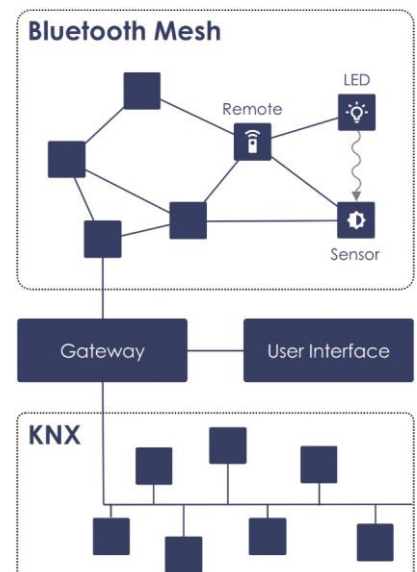 Bluetooth Mesh
LED
Remote
Sensor
Gateway
User Interface
KNX